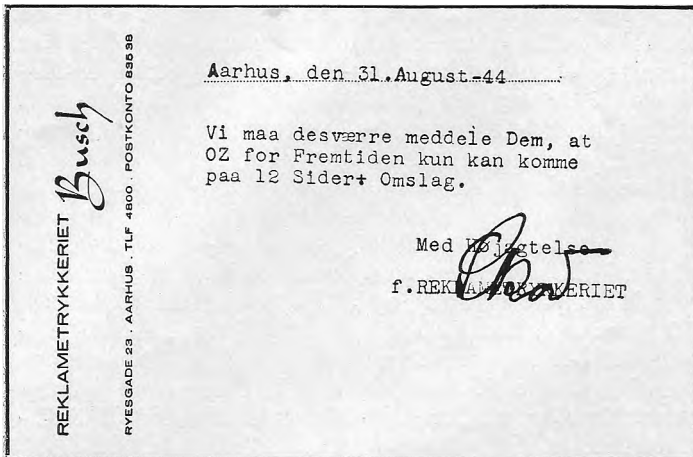 REKLAMETRYKKERIET Busch
RYESGADE 23 . AARHUS . TLF 4800 . POSTKONTO 83538
Aarhus, den 31.August-44
Vi maa desværre meddele Dem, at
OZ for Fremtiden kun kan komme
paa 12 Sider+ Omslag.
Med Højagtelse
f.REKLAMETRYKKERIET